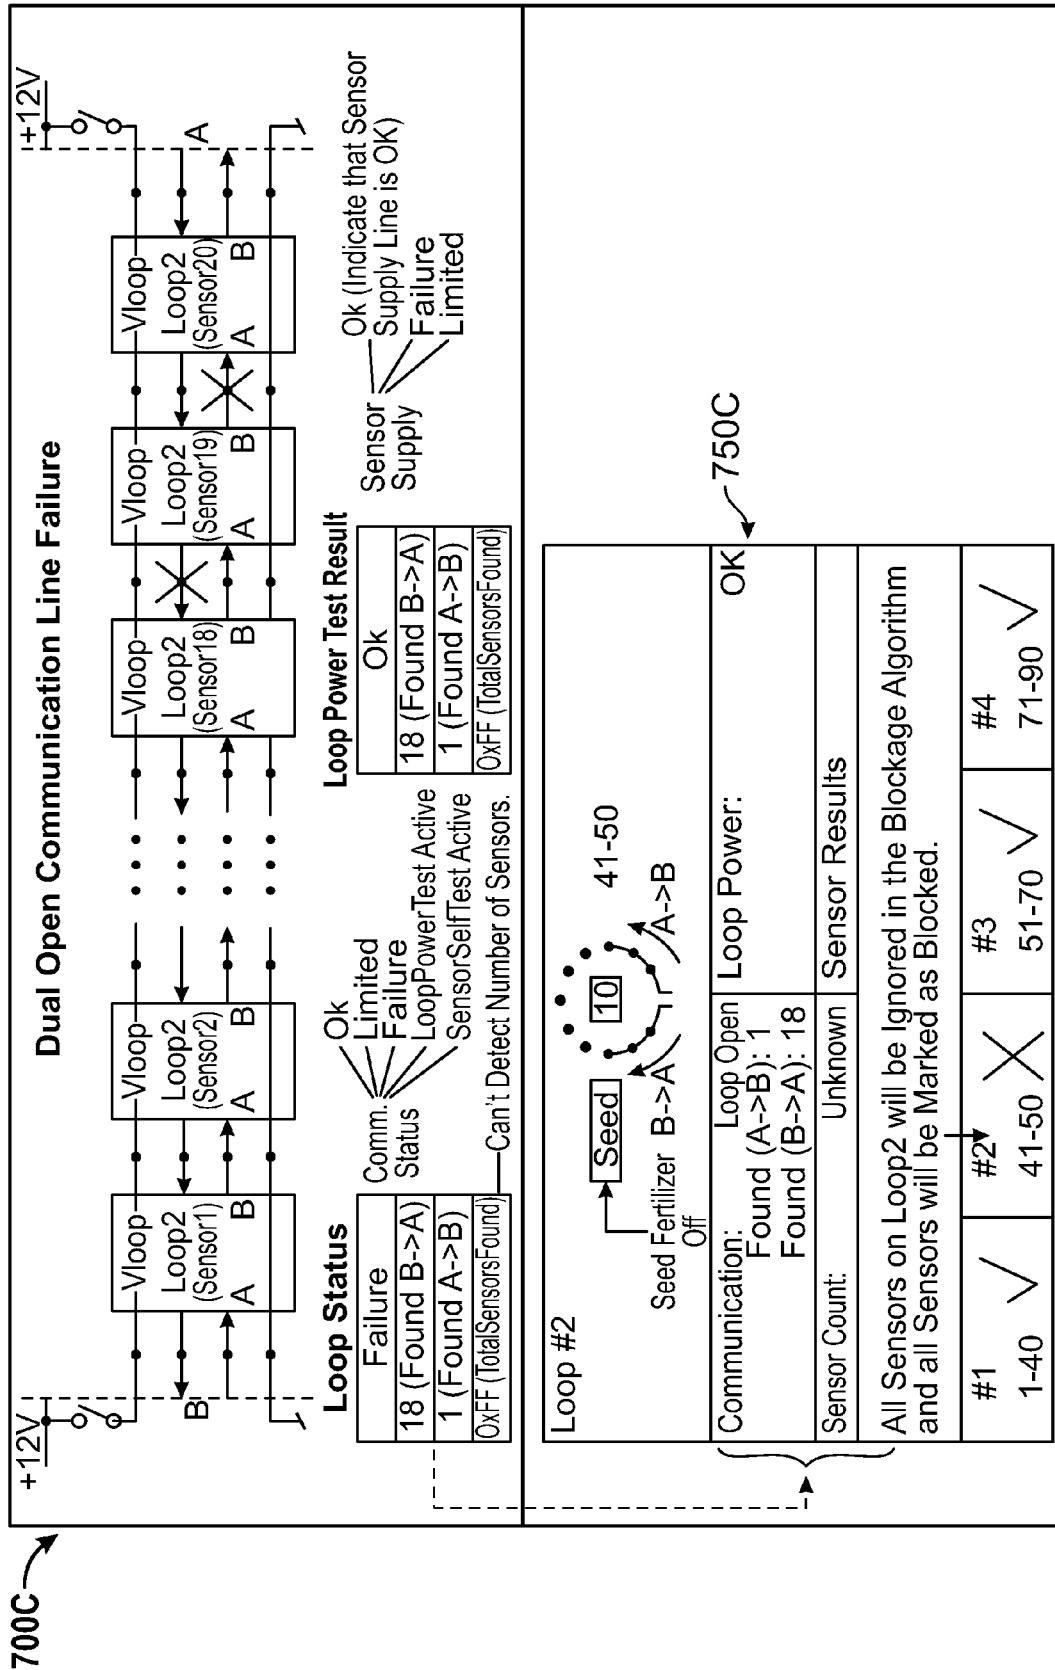 700C
Dual Open Communication Line Failure
+12V
+12V
B
A
Vloop
Loop2
(Sensor1)
A
B
Vloop
Loop2
(Sensor2)
A
B
Vloop
Loop2
(Sensor18)
A
B
Vloop
Loop2
(Sensor19)
A
B
Vloop
Loop2
(Sensor20)
A
B
Loop Status
Failure
18 (Found B->A)
1 (Found A->B)
OxFF (TotalSensorsFound)
Comm.
Status
Ok
Limited
Failure
LoopPowerTest Active
SensorSelfTest Active
Can't Detect Number of Sensors.
Loop Power Test Result
Ok
18 (Found B->A)
1 (Found A->B)
OxFF (TotalSensorsFound)
Sensor
Supply
Ok (Indicate that Sensor
Supply Line is OK)
Failure
Limited
Loop #2
Seed
10
41-50
Seed Fertilizer
Off
B->A
A->B
Communication:
Loop Open
Found (A->B): 1
Found (B->A): 18
Loop Power:
OK
750C
Sensor Count:
Unknown
Sensor Results
All Sensors on Loop2 will be Ignored in the Blockage Algorithm
and all Sensors will be Marked as Blocked.
#1
1-40
#2
41-50
#3
51-70
#4
71-90